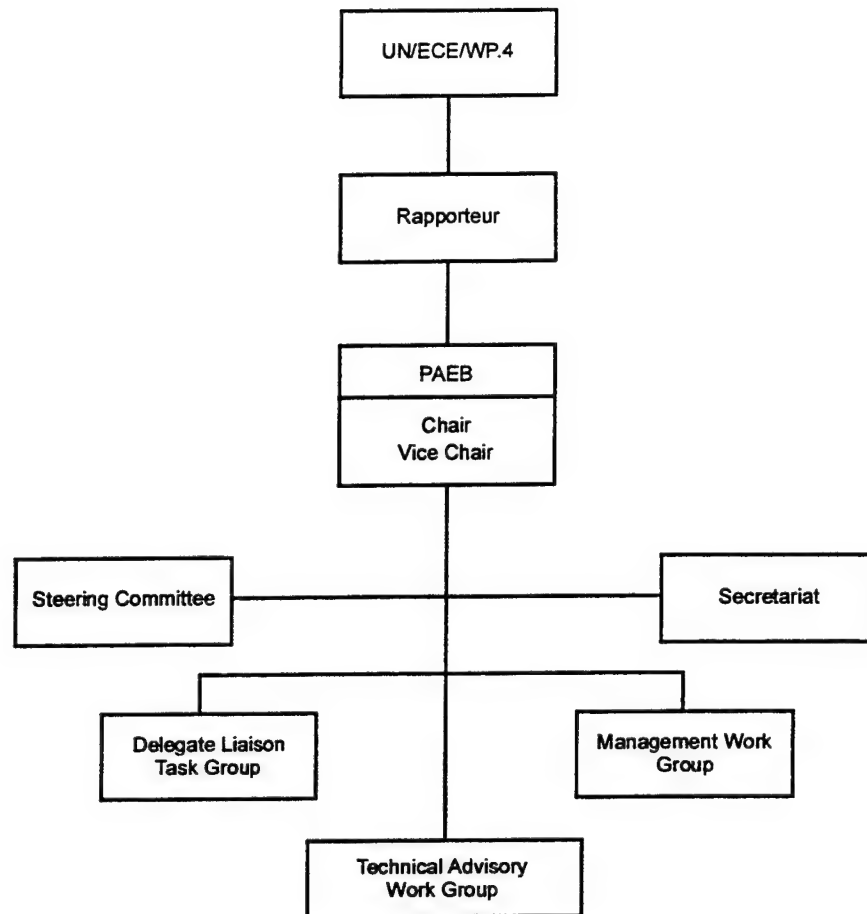 UN/ECE/WP.4
Rapporteur
PAEB
Chair
Vice Chair
Steering Committee
Secretariat
Delegate Liaison
Task Group
Management Work
Group
Technical Advisory
Work Group